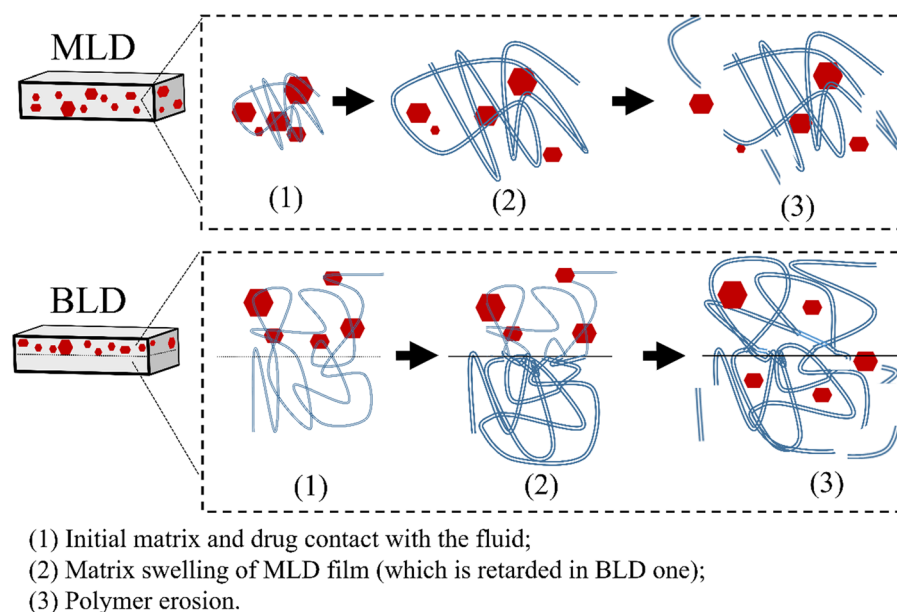 MLD
(1)
(2)
(3)
BLD
(1)
(2)
(3)
(1) Initial matrix and drug contact with the fluid;
(2) Matrix swelling of MLD film (which is retarded in BLD one);
(3) Polymer erosion.